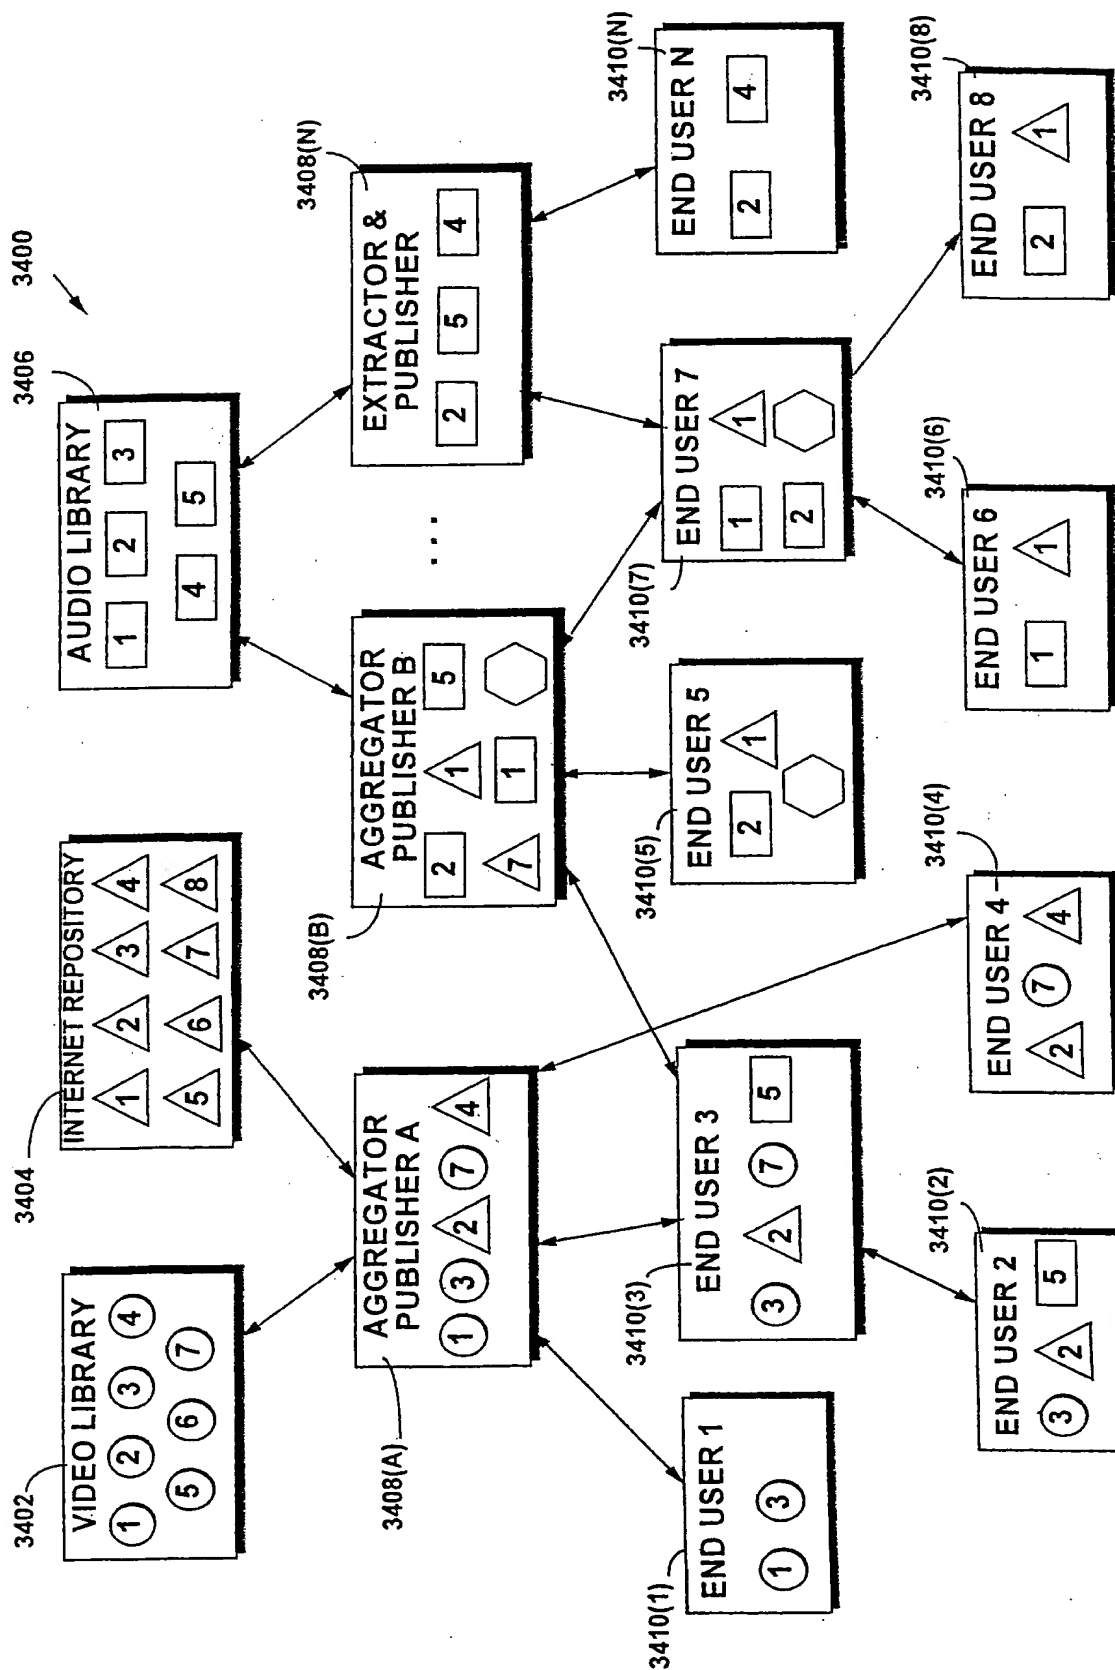 3400
3402
VIDEO LIBRARY
1 2 3 4
5 6 7
3404
INTERNET REPOSITORY
1 2 3 4
5 6 7 8
3406
AUDIO LIBRARY
1 2 3
4 5
3408(A)
AGGREGATOR
PUBLISHER A
1 3 2 7 4
3408(B)
AGGREGATOR
PUBLISHER B
2 1 5
7 1
...
3408(N)
EXTRACTOR &
PUBLISHER
2 5 4
3410(1)
END USER 1
1 3
3410(3)
END USER 3
3 2 7 5
3410(5)
END USER 5
2 1
3410(7)
END USER 7
1 1
2
3410(N)
END USER N
2 4
3410(2)
END USER 2
3 2 5
3410(4)
END USER 4
2 7 4
3410(6)
END USER 6
1 1
3410(8)
END USER 8
2 1